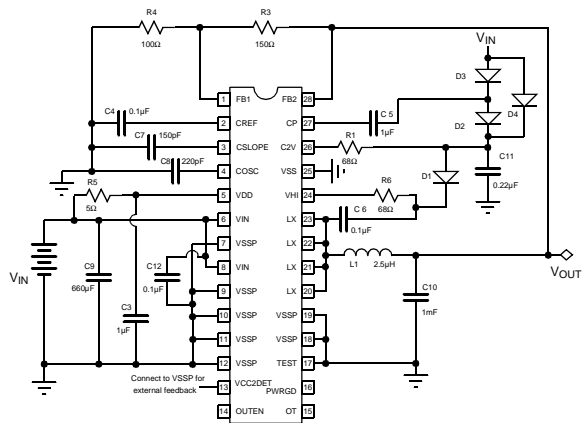 R4
100Ω
R3
150Ω
VIN
D3
D4
D2
C4
0.1µF
C7
150pF
C8
220pF
C 5
1µF
R1
68Ω
D1
C11
0.22µF
R5
5Ω
R6
68Ω
C 6
0.1µF
VIN
C9
660µF
C3
1µF
C12
0.1µF
L1
2.5µH
C10
1mF
VOUT
1 FB1 FB2 28
2 CREF CP 27
3 CSLOPE C2V 26
4 COSC VSS 25
5 VDD VHI 24
6 VIN LX 23
7 VSSP LX 22
8 VIN LX 21
9 VSSP LX 20
10 VSSP VSSP 19
11 VSSP VSSP 18
12 VSSP TEST 17
13 VCC2DET PWRGD 16
14 OUTEN OT 15
Connect to VSSP for
external feedback